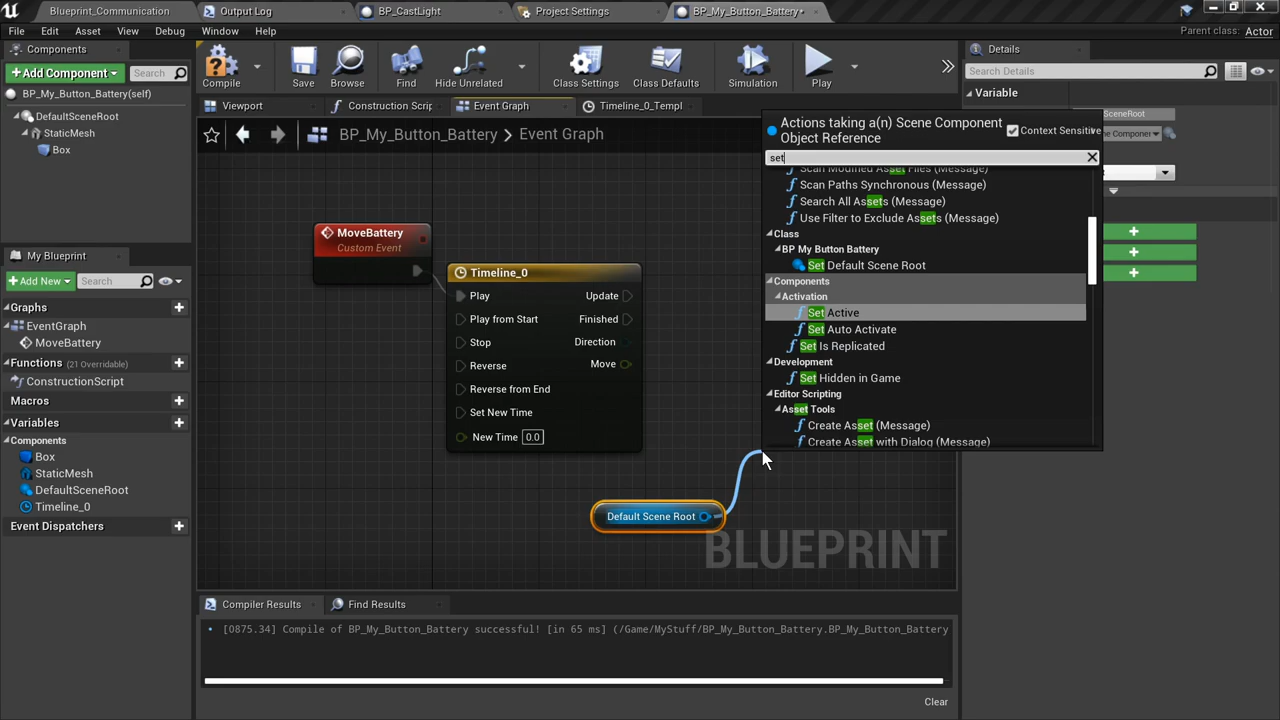 Blueprint_Communication
Output Log
BP_CastLight
Project Settings
BP_My_Button_Battery*
File Edit Asset View Debug Window Help
Parent class: Actor
Components
+Add Component
Search
BP_My_Button_Battery(self)
DefaultSceneRoot
StaticMesh
Box
My Blueprint
+Add New
Search
Graphs
EventGraph
MoveBattery
Functions (21 Overridable)
ConstructionScript
Macros
Variables
Components
Box
StaticMesh
DefaultSceneRoot
Timeline_0
Event Dispatchers
Compile
Save
Browse
Find
Hide Unrelated
Class Settings
Class Defaults
Simulation
Play
Viewport
Construction Scrip
Event Graph
Timeline_0_Templ
BP_My_Button_Battery > Event Graph
MoveBattery
Custom Event
Timeline_0
Play
Update
Play from Start
Finished
Stop
Direction
Reverse
Move
Reverse from End
Set New Time
New Time 0.0
Default Scene Root
BLUEPRINT
Actions taking a(n) Scene Component
Object Reference
Context Sensitive
set
Scan Modified Asset Files (Message)
Scan Paths Synchronous (Message)
Search All Assets (Message)
Use Filter to Exclude Assets (Message)
Class
BP My Button Battery
Set Default Scene Root
Components
Activation
Set Active
Set Auto Activate
Set Is Replicated
Development
Set Hidden in Game
Editor Scripting
Asset Tools
Create Asset (Message)
Create Asset with Dialog (Message)
Details
Search Details
Variable
SceneRoot
Compiler Results
Find Results
[0875.34] Compile of BP_My_Button_Battery successful! [in 65 ms] (/Game/MyStuff/BP_My_Button_Battery.BP_My_Button_Battery
Clear